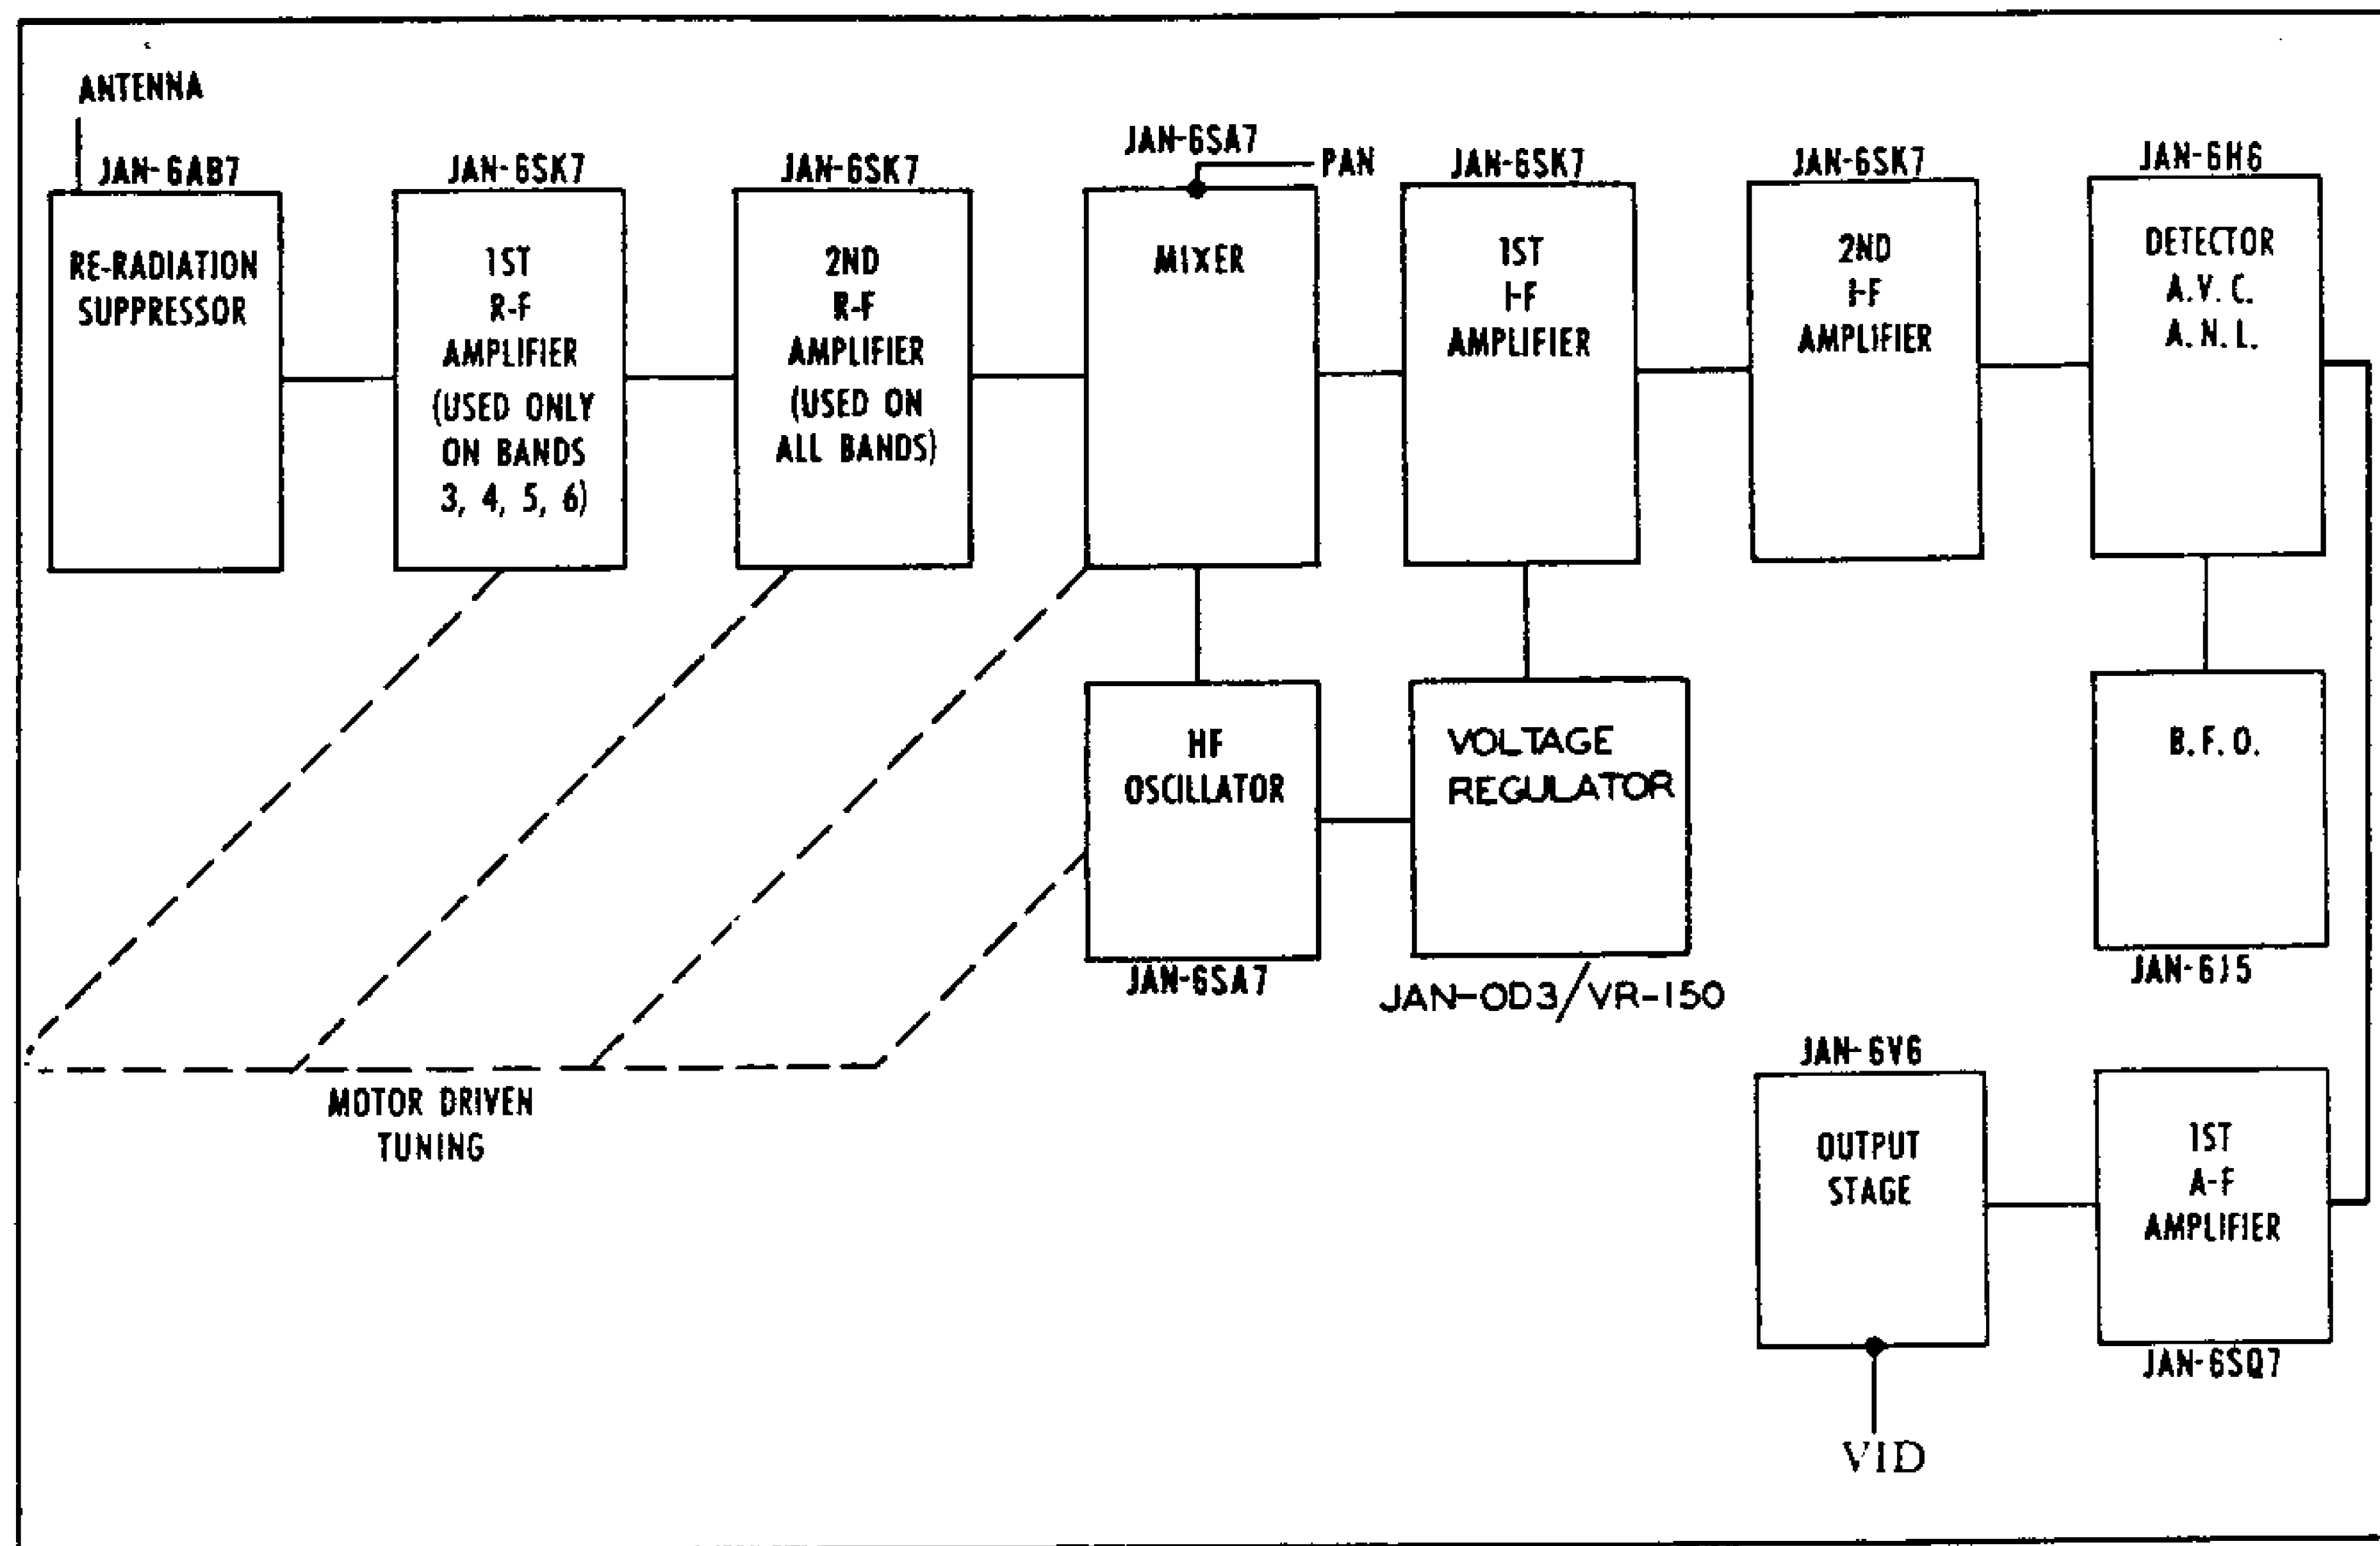 ANTENNA
JAN-6AB7
RE-RADIATION
SUPPRESSOR
JAN-6SK7
1ST
R-F
AMPLIFIER
(USED ONLY
ON BANDS
3, 4, 5, 6)
JAN-6SK7
2ND
R-F
AMPLIFIER
(USED ON
ALL BANDS)
JAN-6SA7
PAN
MIXER
JAN-6SK7
1ST
I-F
AMPLIFIER
JAN-6SK7
2ND
I-F
AMPLIFIER
JAN-6H6
DETECTOR
A.V.C.
A.N.L.
HF
OSCILLATOR
JAN-6SA7
VOLTAGE
REGULATOR
JAN-OD3/VR-150
B.F.O.
JAN-6J5
MOTOR DRIVEN
TUNING
JAN-6V6
OUTPUT
STAGE
VID
1ST
A-F
AMPLIFIER
JAN-6SQ7